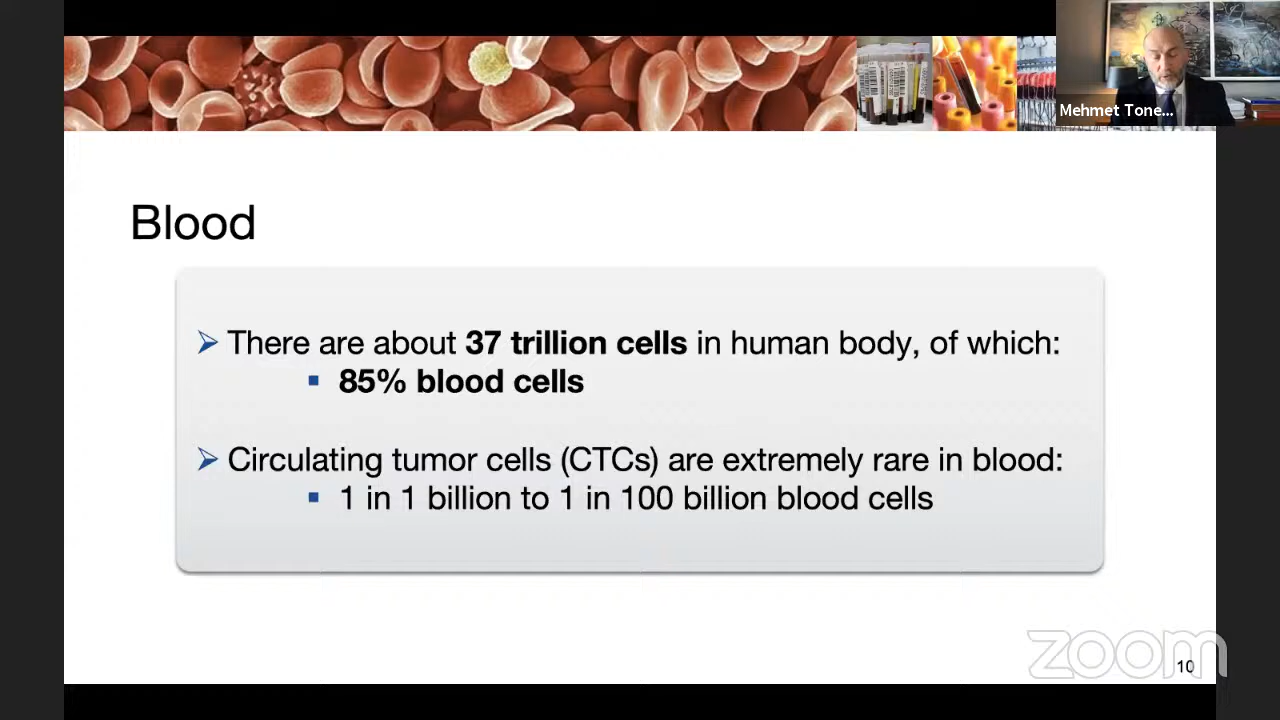 Mehmet Tone...
Blood
There are about 37 trillion cells in human body, of which:
85% blood cells
Circulating tumor cells (CTCs) are extremely rare in blood:
1 in 1 billion to 1 in 100 billion blood cells
zoom
10